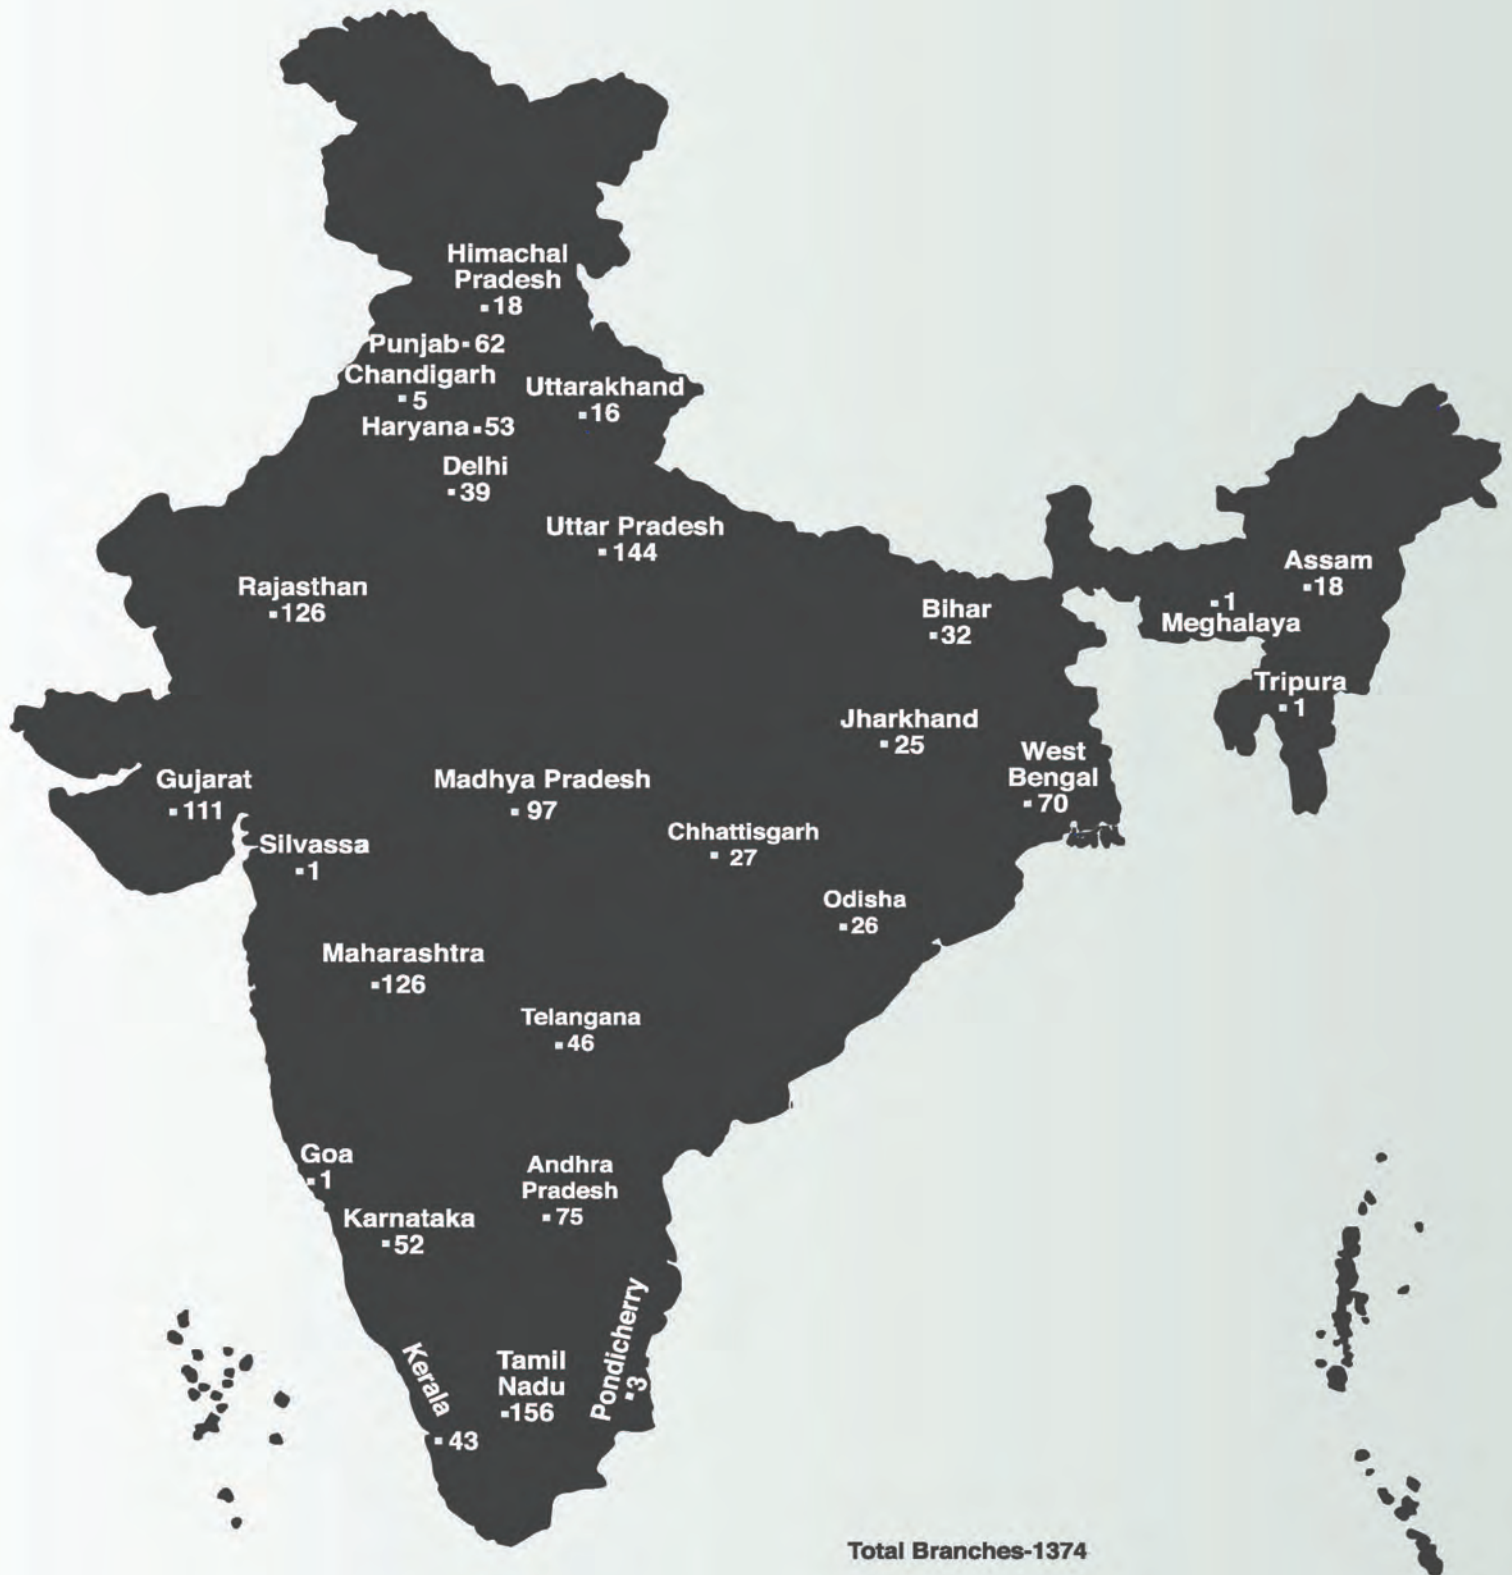 Himachal
Pradesh
18
Punjab 62
Chandigarh
5
Uttarakhand
16
Haryana 53
Delhi
39
Uttar Pradesh
144
Assam
18
Rajasthan
126
1
Meghalaya
Bihar
32
Tripura
1
Jharkhand
25
West
Bengal
70
Gujarat
111
Madhya Pradesh
97
Chhattisgarh
27
Silvassa
1
Odisha
26
Maharashtra
126
Telangana
46
Goa
1
Andhra
Pradesh
75
Karnataka
52
Pondicherry
3
Kerala
43
Tamil
Nadu
156
Total Branches-1374